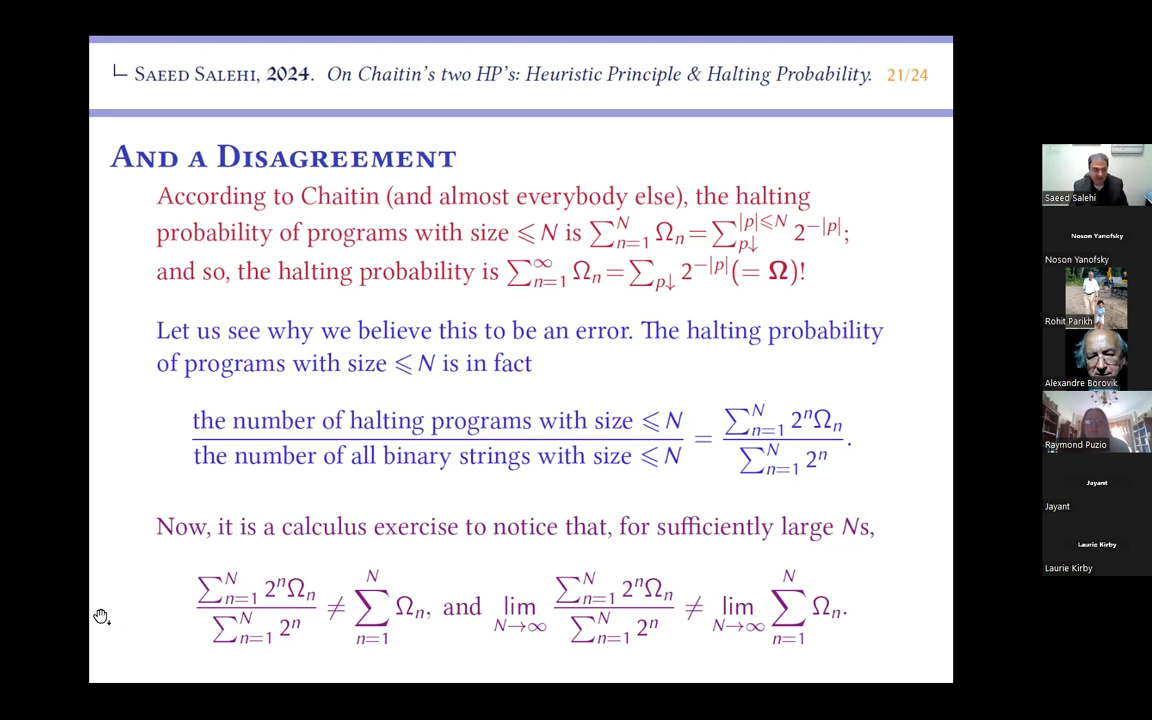 SAEED SALEHI, 2024. On Chaitin's two HP's: Heuristic Principle & Halting Probability. 21/24
AND A DISAGREEMENT
According to Chaitin (and almost everybody else), the halting
probability of programs with size ⩽ N is ∑_{n=1}^{N} Ω_n = ∑_{p↓}^{|p|⩽N} 2^{−|p|};
and so, the halting probability is ∑_{n=1}^{∞} Ω_n = ∑_{p↓} 2^{−|p|} (= Ω)!
Let us see why we believe this to be an error. The halting probability
of programs with size ⩽ N is in fact
the number of halting programs with size ⩽ N / the number of all binary strings with size ⩽ N = ∑_{n=1}^{N} 2^n Ω_n / ∑_{n=1}^{N} 2^n.
Now, it is a calculus exercise to notice that, for sufficiently large Ns,
∑_{n=1}^{N} 2^n Ω_n / ∑_{n=1}^{N} 2^n ≠ ∑_{n=1}^{N} Ω_n, and lim_{N→∞} ∑_{n=1}^{N} 2^n Ω_n / ∑_{n=1}^{N} 2^n ≠ lim_{N→∞} ∑_{n=1}^{N} Ω_n.
Saeed Salehi
Noson Yanofsky
Noson Yanofsky
Rohit Parikh
Alexandre Borovik
Raymond Puzio
Jayant
Jayant
Laurie Kirby
Laurie Kirby